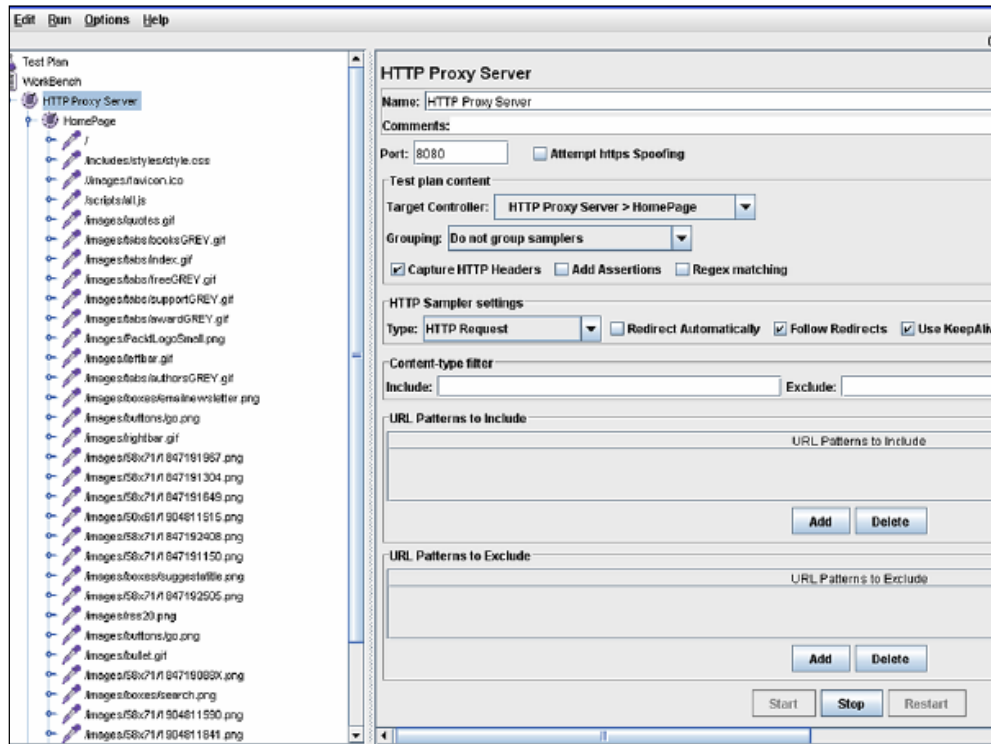 Edit Run Options Help
Test Plan
WorkBench
HTTP Proxy Server
HomePage
/
/includes/styles/style.css
//images/favicon.ico
/scripts/all.js
/images/quotes.gif
/images/tabs/booksGREY.gif
/images/tabs/index.gif
/images/tabs/freeGREY.gif
/images/tabs/supportGREY.gif
/images/tabs/awardGREY.gif
/images/PacktLogoSmall.png
/images/leftbar.gif
/images/tabs/authorsGREY.gif
/images/boxes/emailnewsletter.png
/images/buttons/go.png
/images/rightbar.gif
/images/58x71/1847191967.png
/images/58x71/1847191304.png
/images/58x71/1847191649.png
/images/50x61/1904811515.png
/images/58x71/1847192408.png
/images/58x71/1847191150.png
/images/boxes/suggestatitle.png
/images/58x71/1847192505.png
/images/rss20.png
/images/buttons/go.png
/images/bullet.gif
/images/58x71/184719088X.png
/images/boxes/search.png
/images/58x71/1904811590.png
/images/58x71/1904811841.png
HTTP Proxy Server
Name: HTTP Proxy Server
Comments:
Port: 8080 Attempt https Spoofing
Test plan content
Target Controller: HTTP Proxy Server > HomePage
Grouping: Do not group samplers
Capture HTTP Headers Add Assertions Regex matching
HTTP Sampler settings
Type: HTTP Request Redirect Automatically Follow Redirects Use KeepAliv
Content-type filter
Include: Exclude:
URL Patterns to Include
URL Patterns to Include
Add Delete
URL Patterns to Exclude
URL Patterns to Exclude
Add Delete
Start Stop Restart